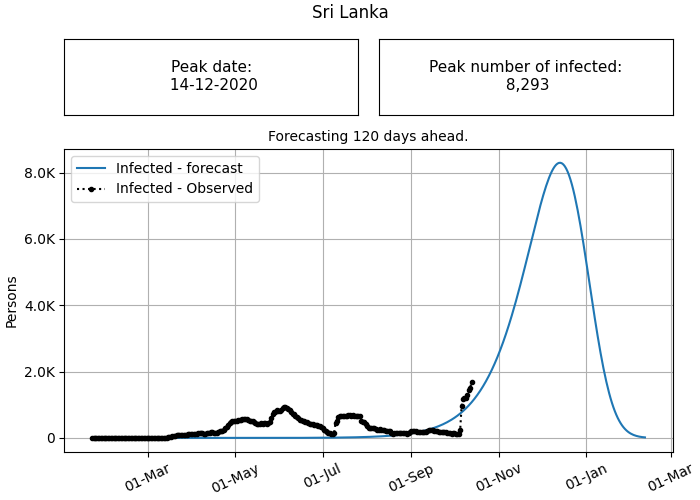 Sri Lanka
Peak date:
14-12-2020
Peak number of infected:
8,293
Forecasting 120 days ahead.
Infected - forecast
Infected - Observed
8.0K
6.0K
4.0K
2.0K
0
Persons
01-Mar
01-May
01-Jul
01-Sep
01-Nov
01-Jan
01-Mar